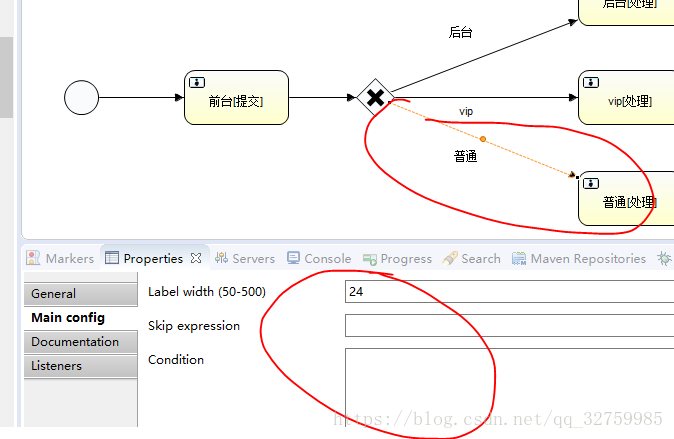 后台[处理]
后台
前台[提交]
vip[处理]
vip
普通
普通[处理]
Markers Properties Servers Console Progress Search Maven Repositories
General
Label width (50-500) 24
Main config
Skip expression
Documentation
Condition
Listeners
https://blog.csdn.net/qq_32759985